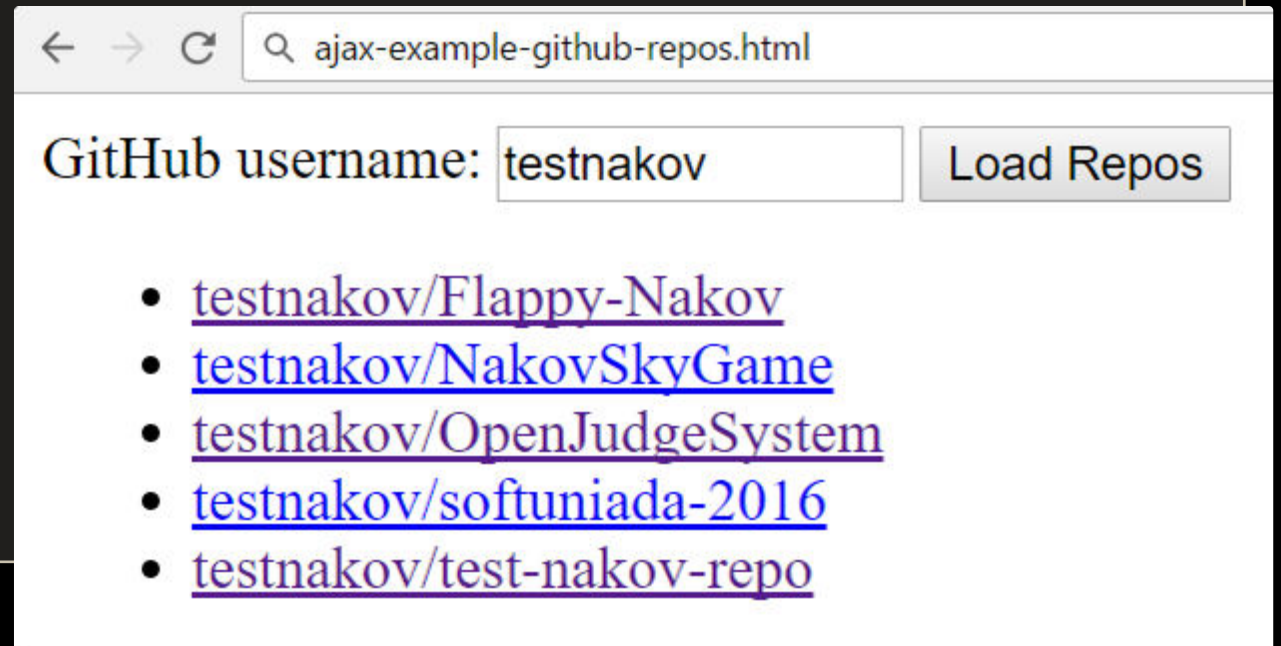 ajax-example-github-repos.html
GitHub username: testnakov Load Repos
testnakov/Flappy-Nakov
testnakov/NakovSkyGame
testnakov/OpenJudgeSystem
testnakov/softuniada-2016
testnakov/test-nakov-repo